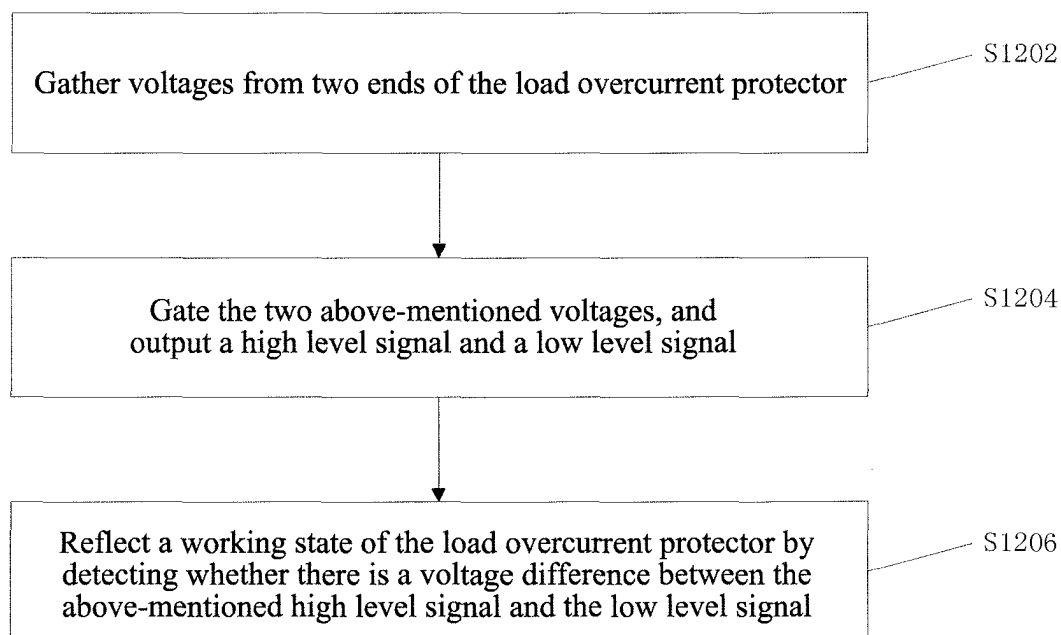 Gather voltages from two ends of the load overcurrent protector
S1202
Gate the two above-mentioned voltages, and
output a high level signal and a low level signal
S1204
Reflect a working state of the load overcurrent protector by
detecting whether there is a voltage difference between the
above-mentioned high level signal and the low level signal
S1206